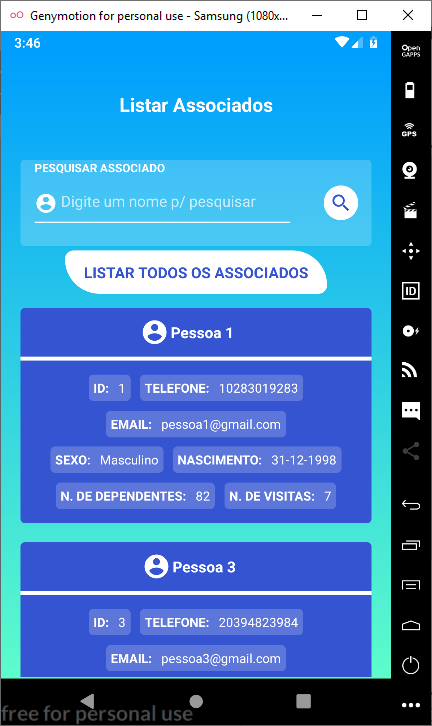 Genymotion for personal use - Samsung (1080x...
3:46
Open
GAPPS
GPS
ID
Listar Associados
PESQUISAR ASSOCIADO
Digite um nome p/ pesquisar
LISTAR TODOS OS ASSOCIADOS
Pessoa 1
ID: 1 TELEFONE: 10283019283
EMAIL: pessoa1@gmail.com
SEXO: Masculino NASCIMENTO: 31-12-1998
N. DE DEPENDENTES: 82 N. DE VISITAS: 7
Pessoa 3
ID: 3 TELEFONE: 20394823984
EMAIL: pessoa3@gmail.com
free for personal use